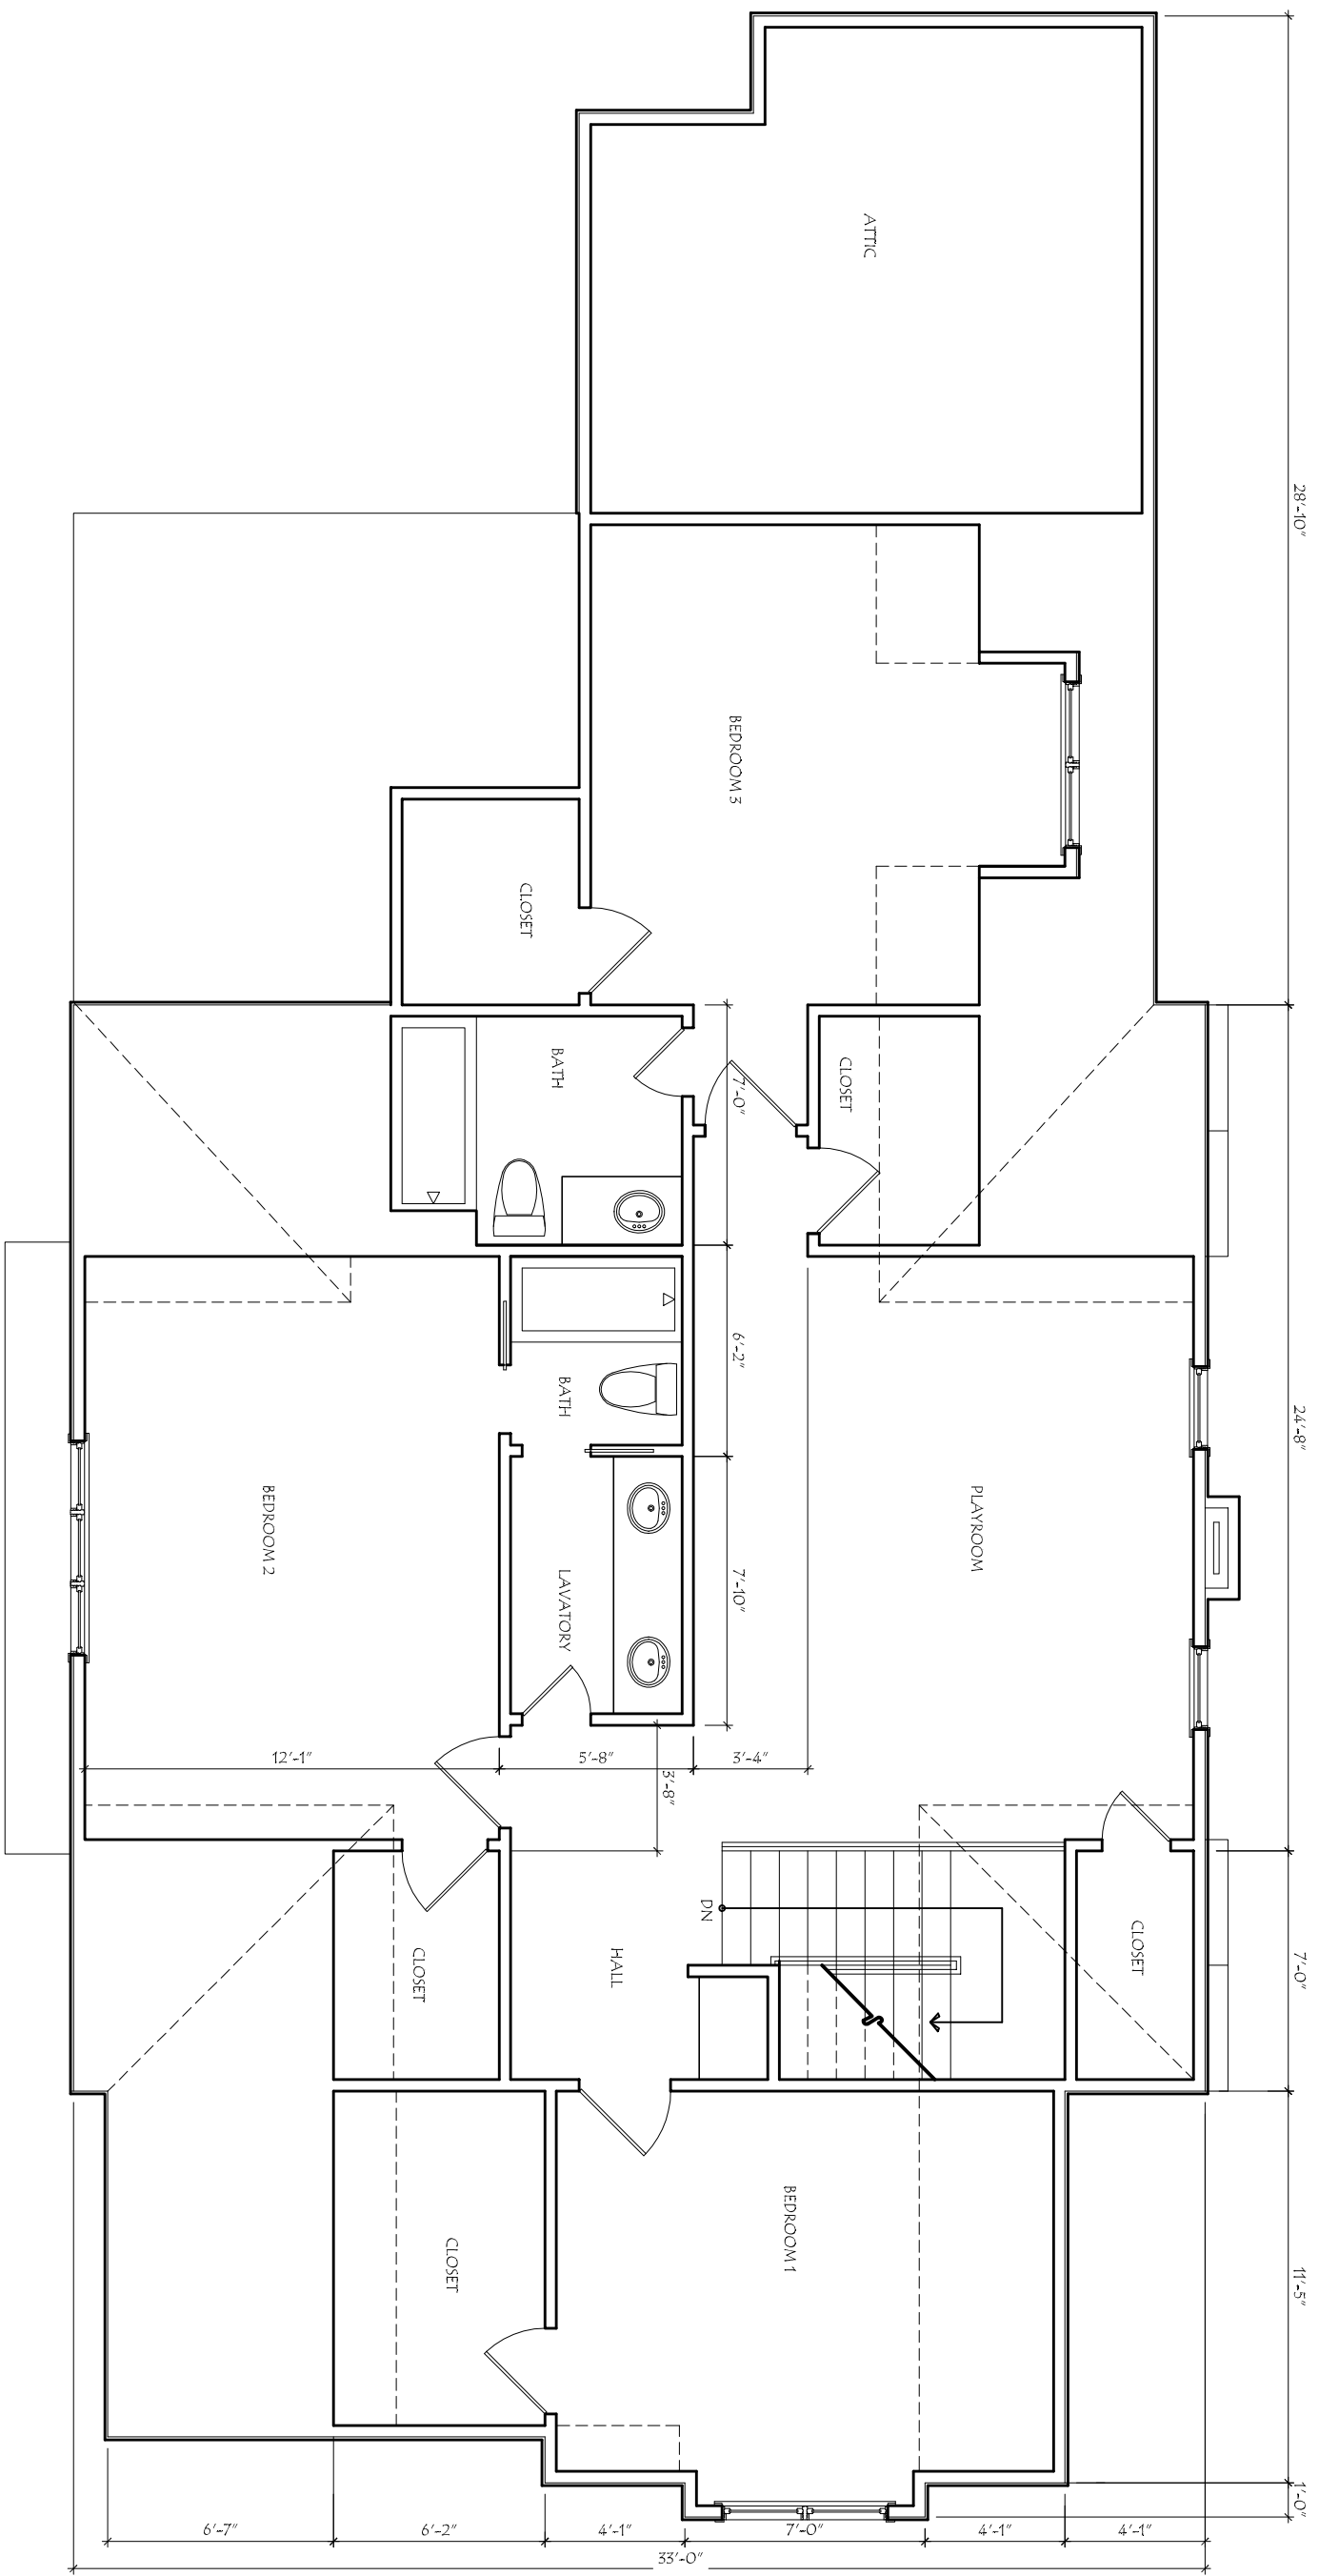 28'-10"
24'-8"
7'-0"
11'-5"
1'-0"
ATTIC
BEDROOM 3
CLOSET
BATH
CLOSET
7'-0"
6'-2"
7'-10"
BATH
LAVATORY
PLAYROOM
BEDROOM 2
12'-1"
5'-8"
3'-4"
3'-8"
DN
HALL
CLOSET
CLOSET
CLOSET
BEDROOM 1
6'-7"
6'-2"
4'-1"
7'-0"
4'-1"
4'-1"
33'-0"